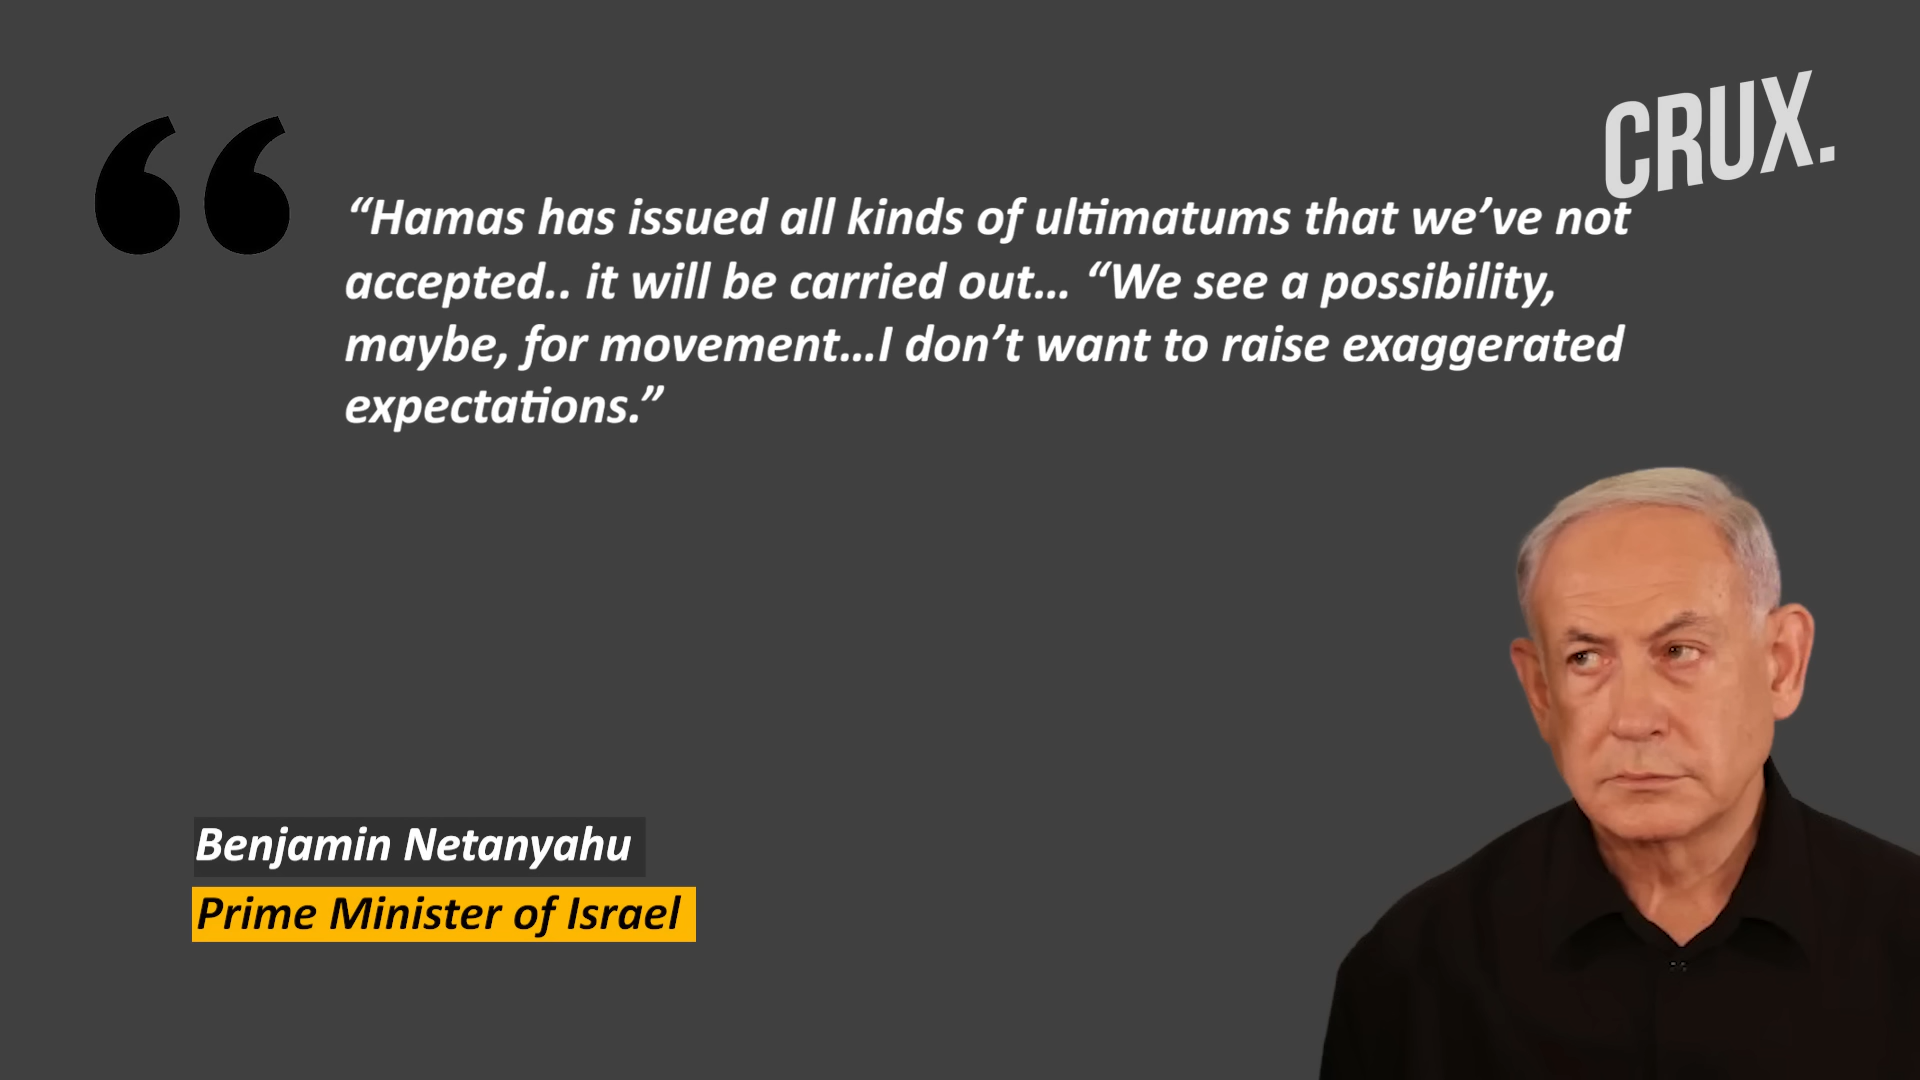 CRUX.
“Hamas has issued all kinds of ultimatums that we’ve not
accepted.. it will be carried out... “We see a possibility,
maybe, for movement...I don’t want to raise exaggerated
expectations.”
Benjamin Netanyahu
Prime Minister of Israel